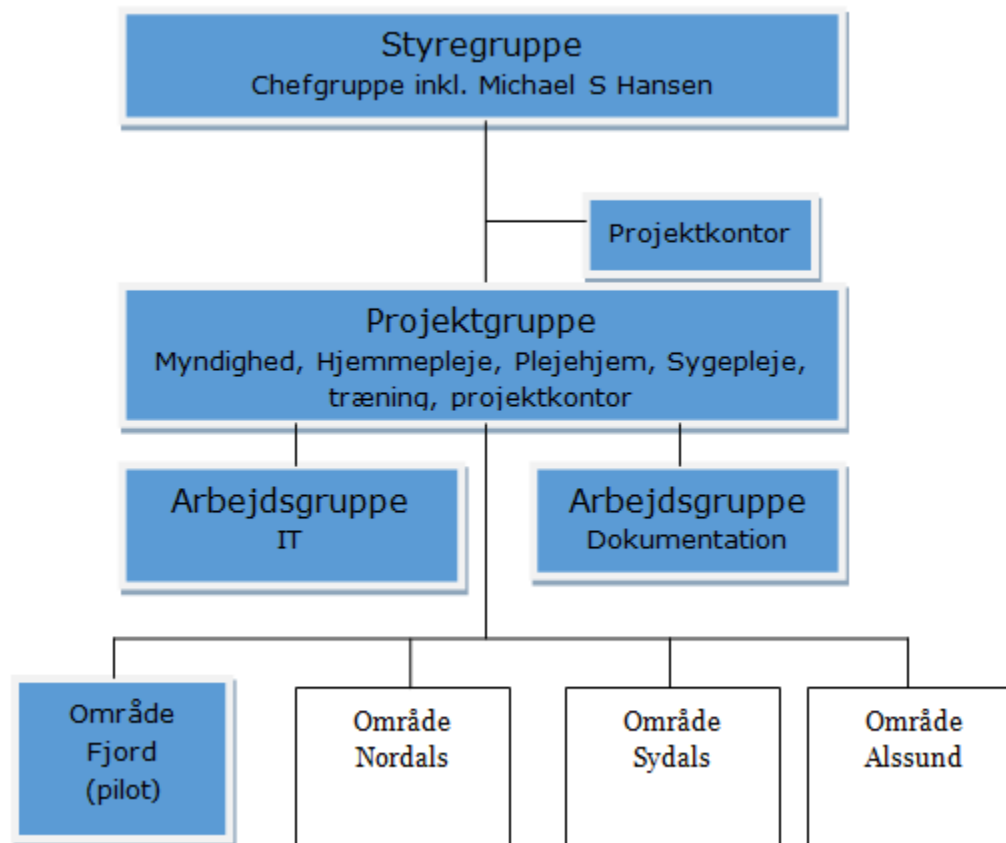 Styregruppe
Chefgruppe inkl. Michael S Hansen
Projektkontor
Projektgruppe
Myndighed, Hjemmepleje, Plejehjem, Sygepleje,
træning, projektkontor
Arbejdsgruppe
IT
Arbejdsgruppe
Dokumentation
Område
Fjord
(pilot)
Område
Nordals
Område
Sydals
Område
Alssund